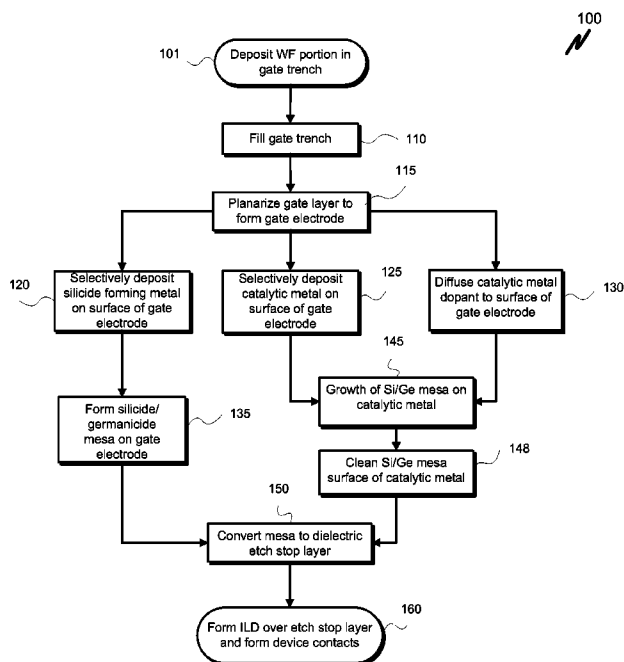 100
101
Deposit WF portion in
gate trench
Fill gate trench
110
115
Planarize gate layer to
form gate electrode
120
Selectively deposit
silicide forming metal
on surface of gate
electrode
125
Selectively deposit
catalytic metal on
surface of gate
electrode
Diffuse catalytic metal
dopant to surface of
gate electrode
130
145
Growth of Si/Ge mesa on
catalytic metal
Form silicide/
germanicide
mesa on gate
electrode
135
148
Clean Si/Ge mesa
surface of catalytic metal
150
Convert mesa to dielectric
etch stop layer
160
Form ILD over etch stop layer
and form device contacts